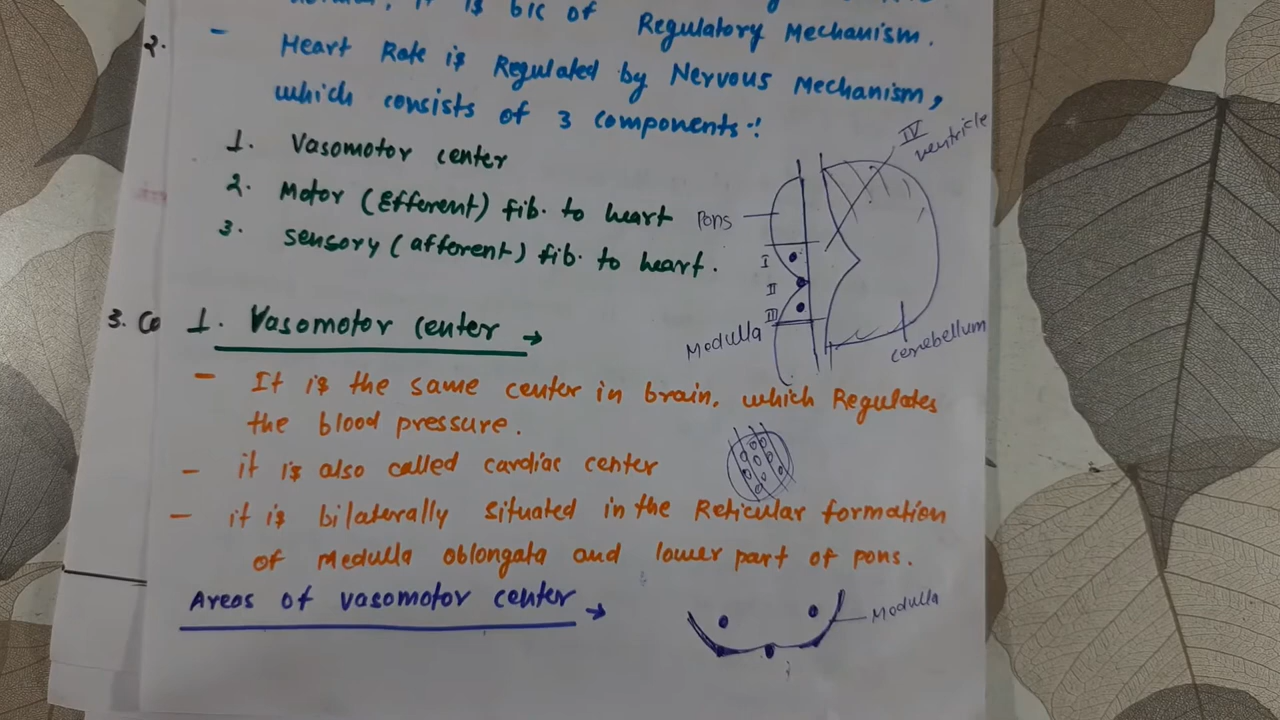 it is b/c of
Regulatory Mechanism.
2.
- Heart Rate is Regulated by Nervous Mechanism,
which consists of 3 components :-
1. Vasomotor center
2. Motor (Efferent) fib. to heart
3. sensory (afferent) fib. to heart.
IV
ventricle
Pons
I
II
III
Medulla
cerebellum
3. Co
1. Vasomotor center →
- It is the same center in brain, which Regulates
the blood pressure.
- it is also called cardiac center
- it is bilaterally situated in the Reticular formation
of Medulla oblongata and lower part of pons.
Areas of vasomotor center →
Medulla